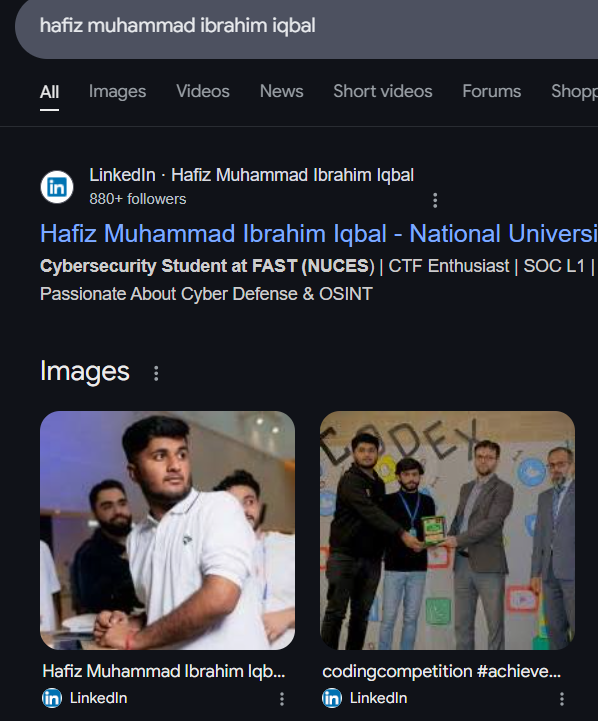 hafiz muhammad ibrahim iqbal
All Images Videos News Short videos Forums Shopp
LinkedIn · Hafiz Muhammad Ibrahim Iqbal
880+ followers
Hafiz Muhammad Ibrahim Iqbal - National Universi
Cybersecurity Student at FAST (NUCES) | CTF Enthusiast | SOC L1 |
Passionate About Cyber Defense & OSINT
Images
CODEX
Hafiz Muhammad Ibrahim Iqb...
codingcompetition #achieve...
LinkedIn
LinkedIn